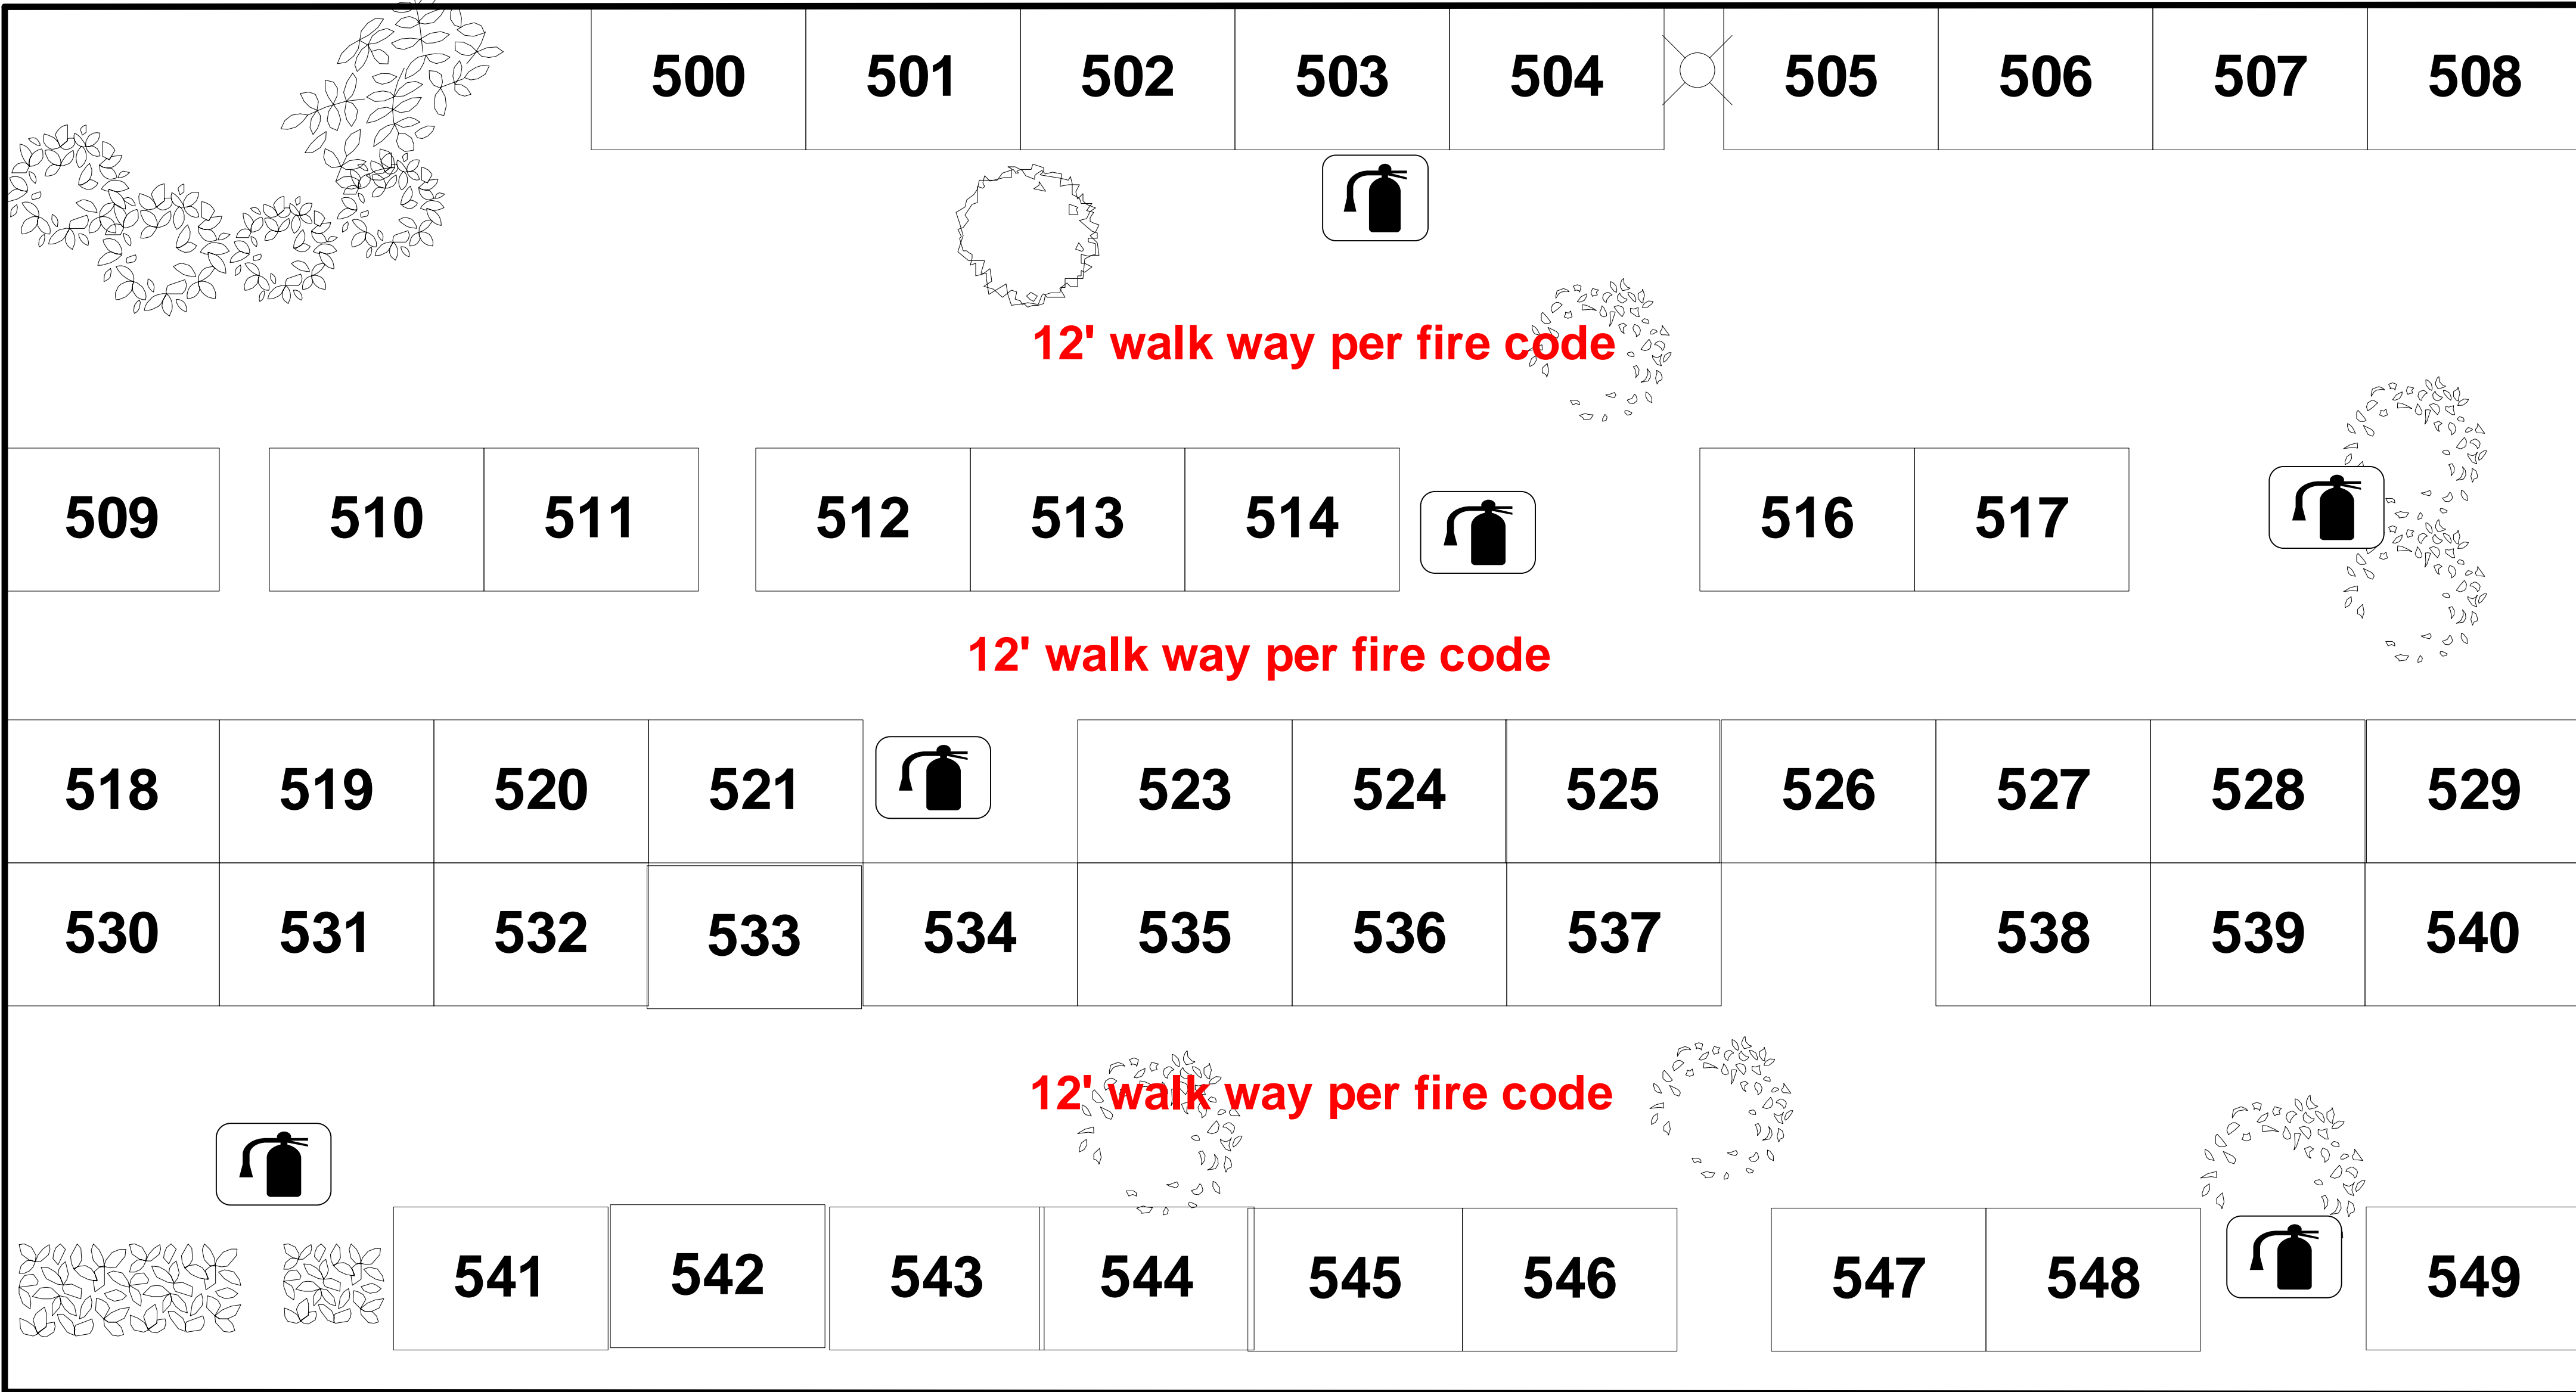 500 501 502 503 504 505 506 507 508
12' walk way per fire code
509 510 511 512 513 514 516 517
12' walk way per fire code
518 519 520 521 523 524 525 526 527 528 529
530 531 532 533 534 535 536 537 538 539 540
12' walk way per fire code
541 542 543 544 545 546 547 548 549